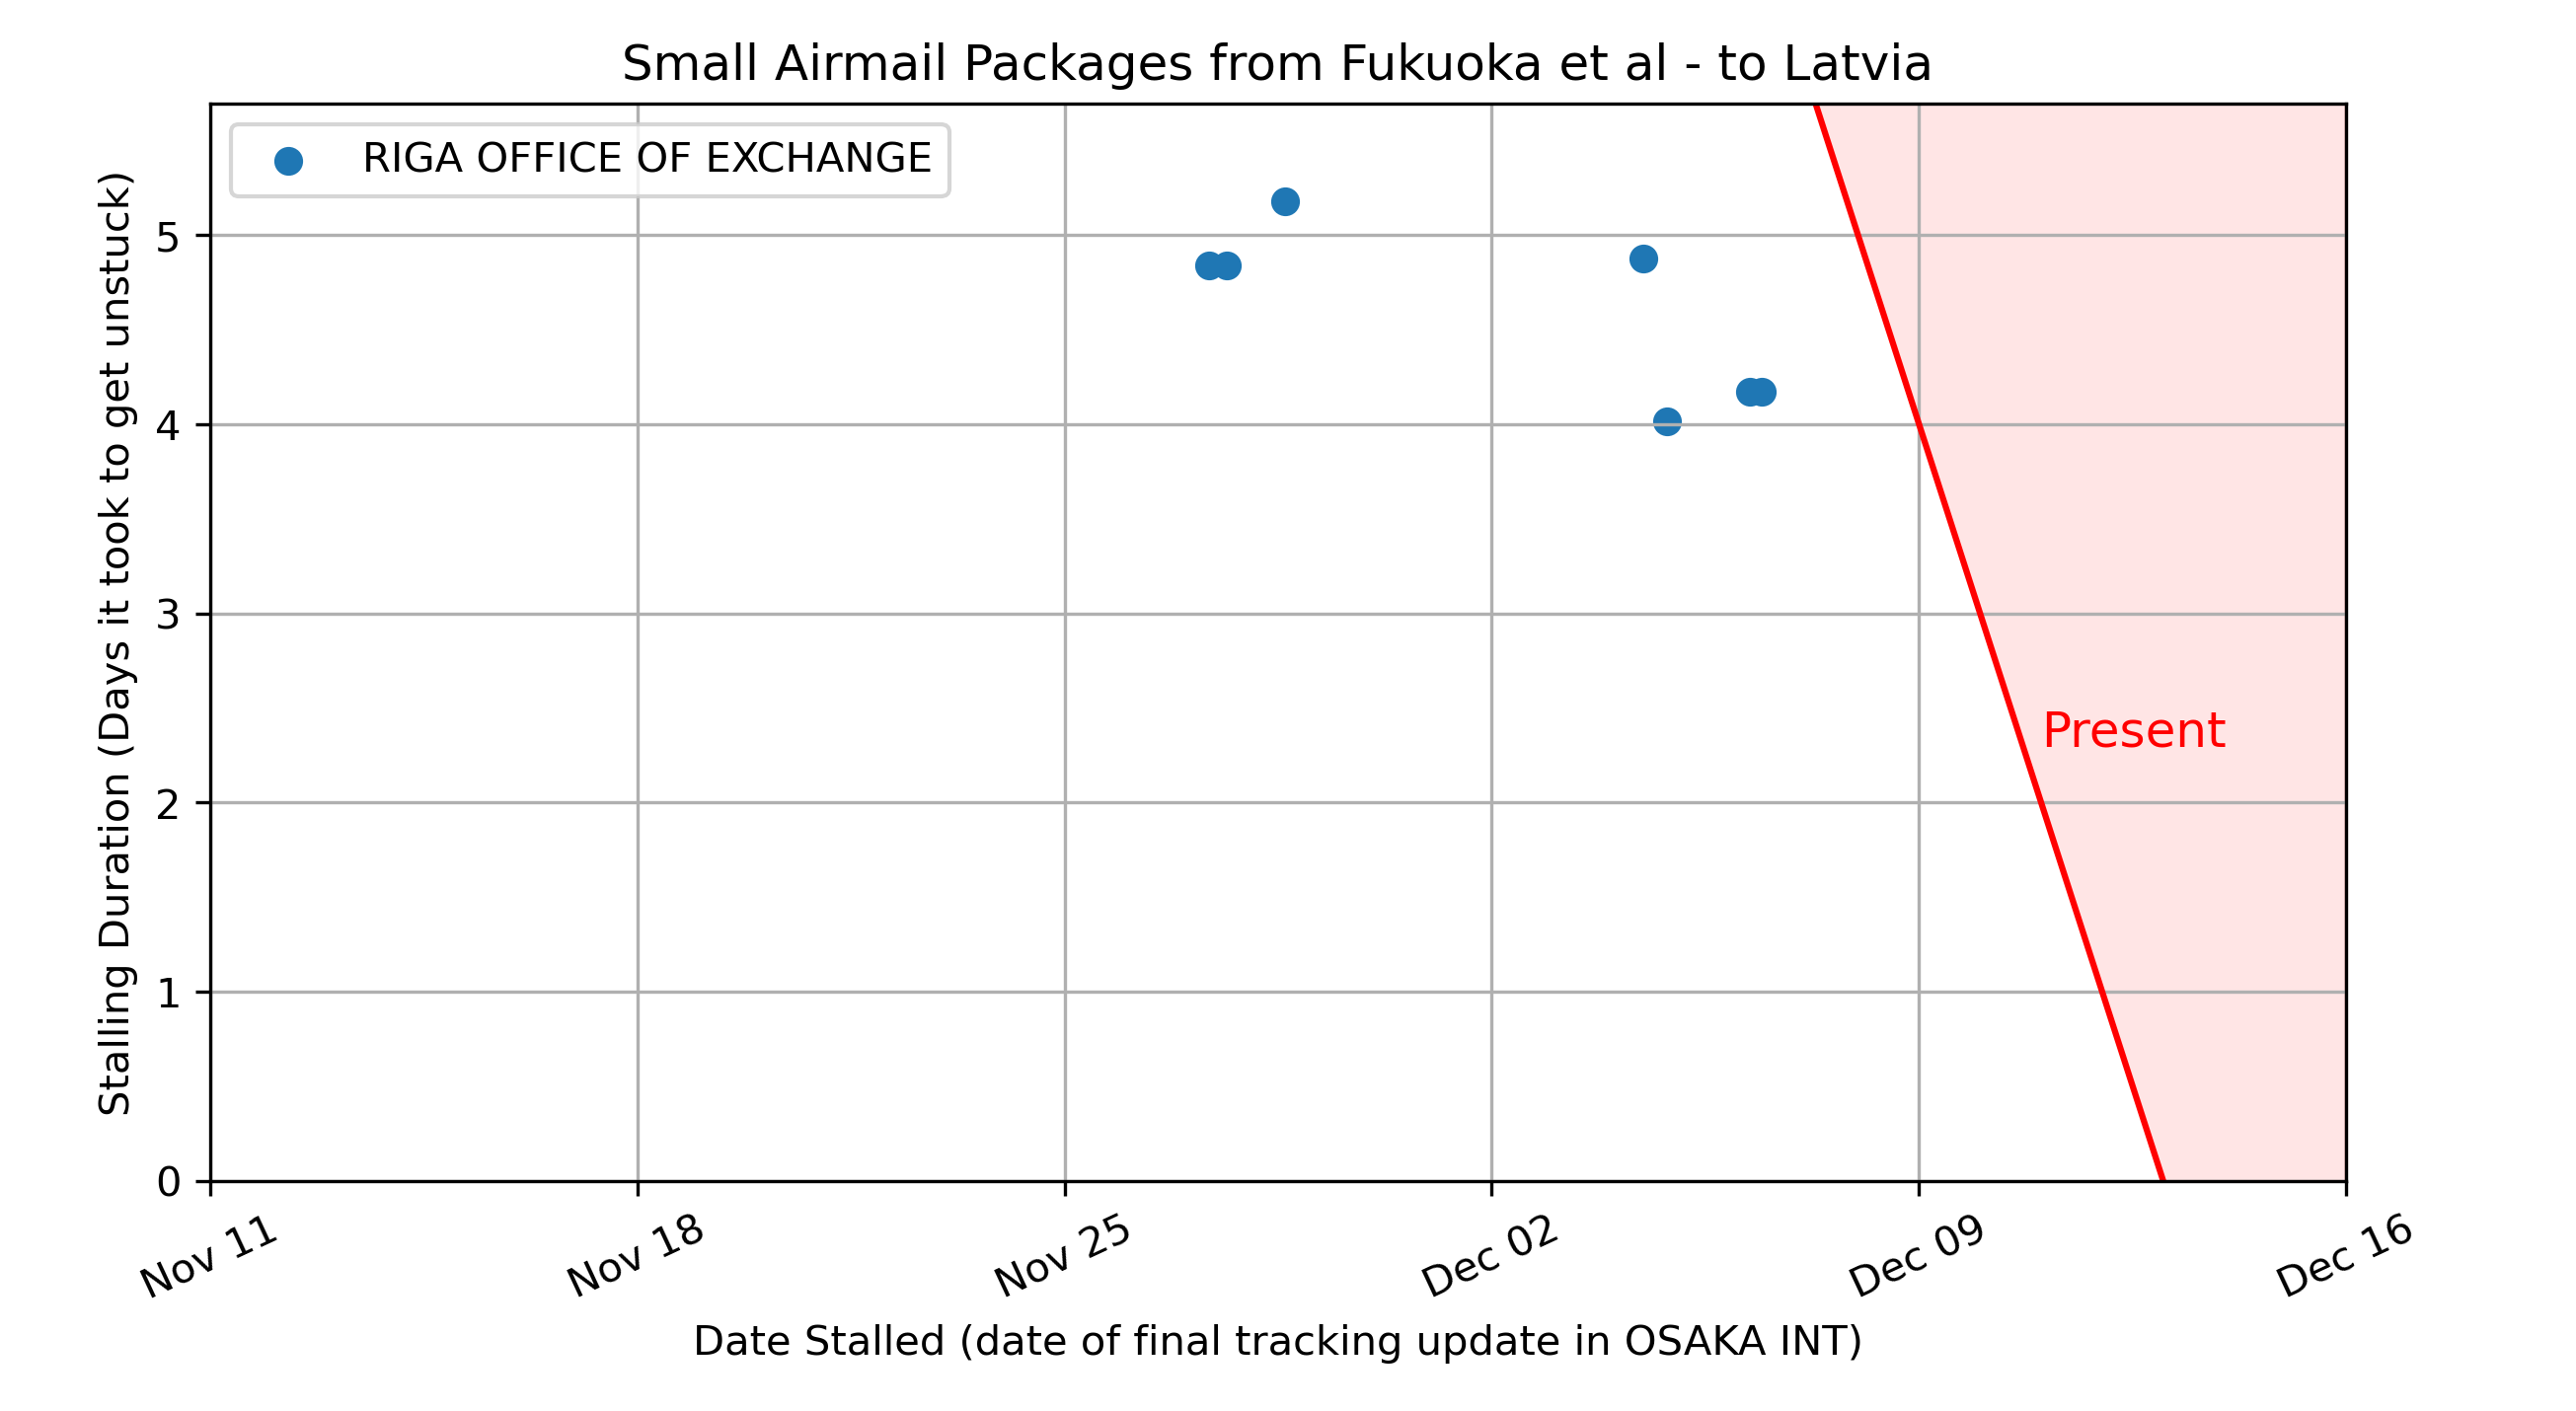 Small Airmail Packages from Fukuoka et al - to Latvia
RIGA OFFICE OF EXCHANGE
Stalling Duration (Days it took to get unstuck)
5
4
3
2
1
0
Present
Nov 11
Nov 18
Nov 25
Dec 02
Dec 09
Dec 16
Date Stalled (date of final tracking update in OSAKA INT)